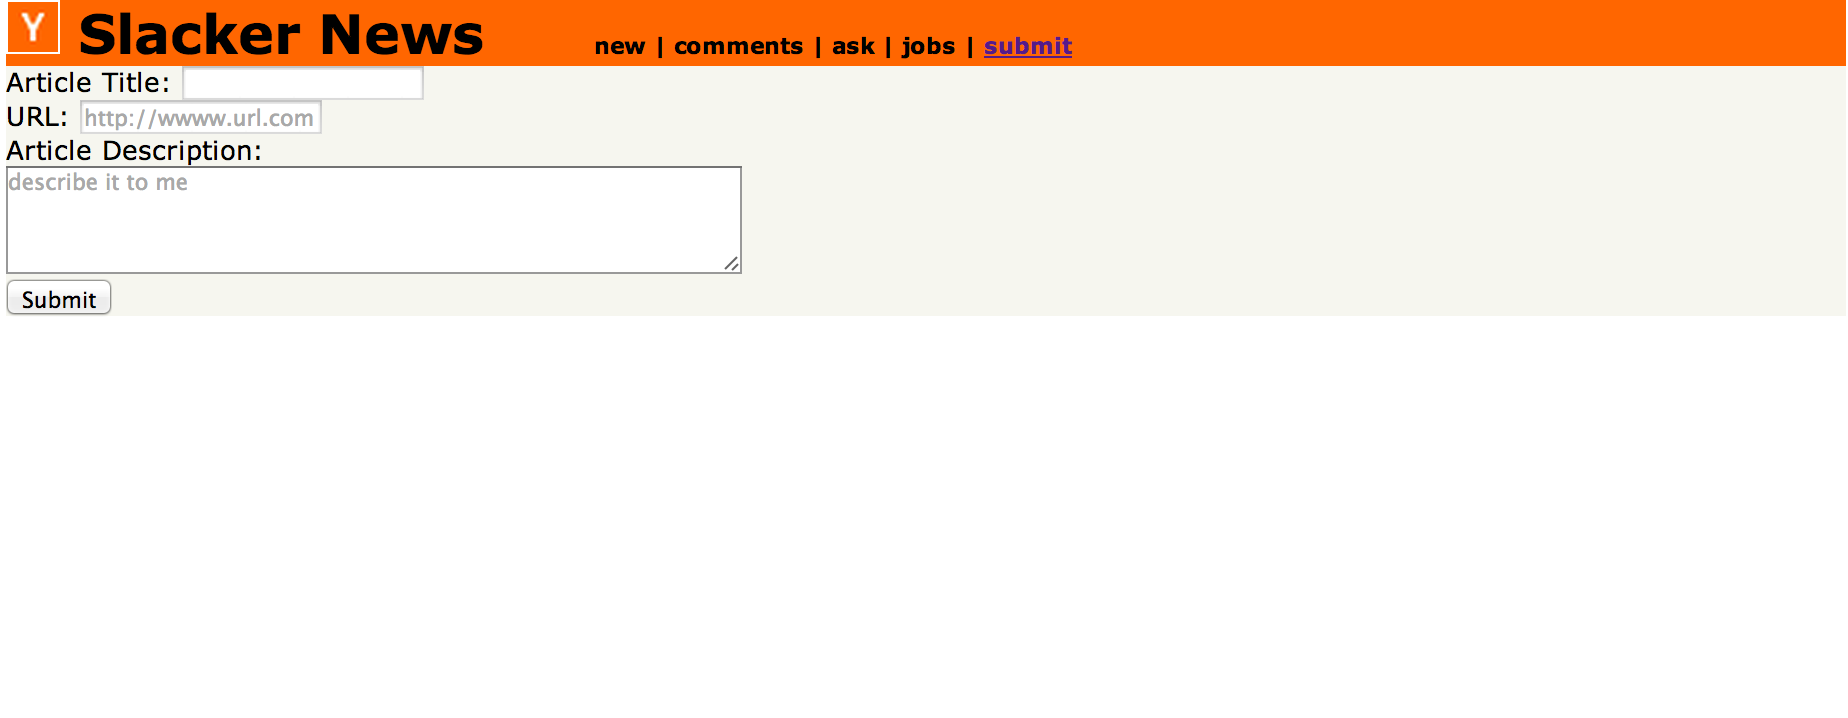 Y Slacker News new | comments | ask | jobs | submit
Article Title:
URL: http://wwww.url.com
Article Description:
describe it to me
Submit